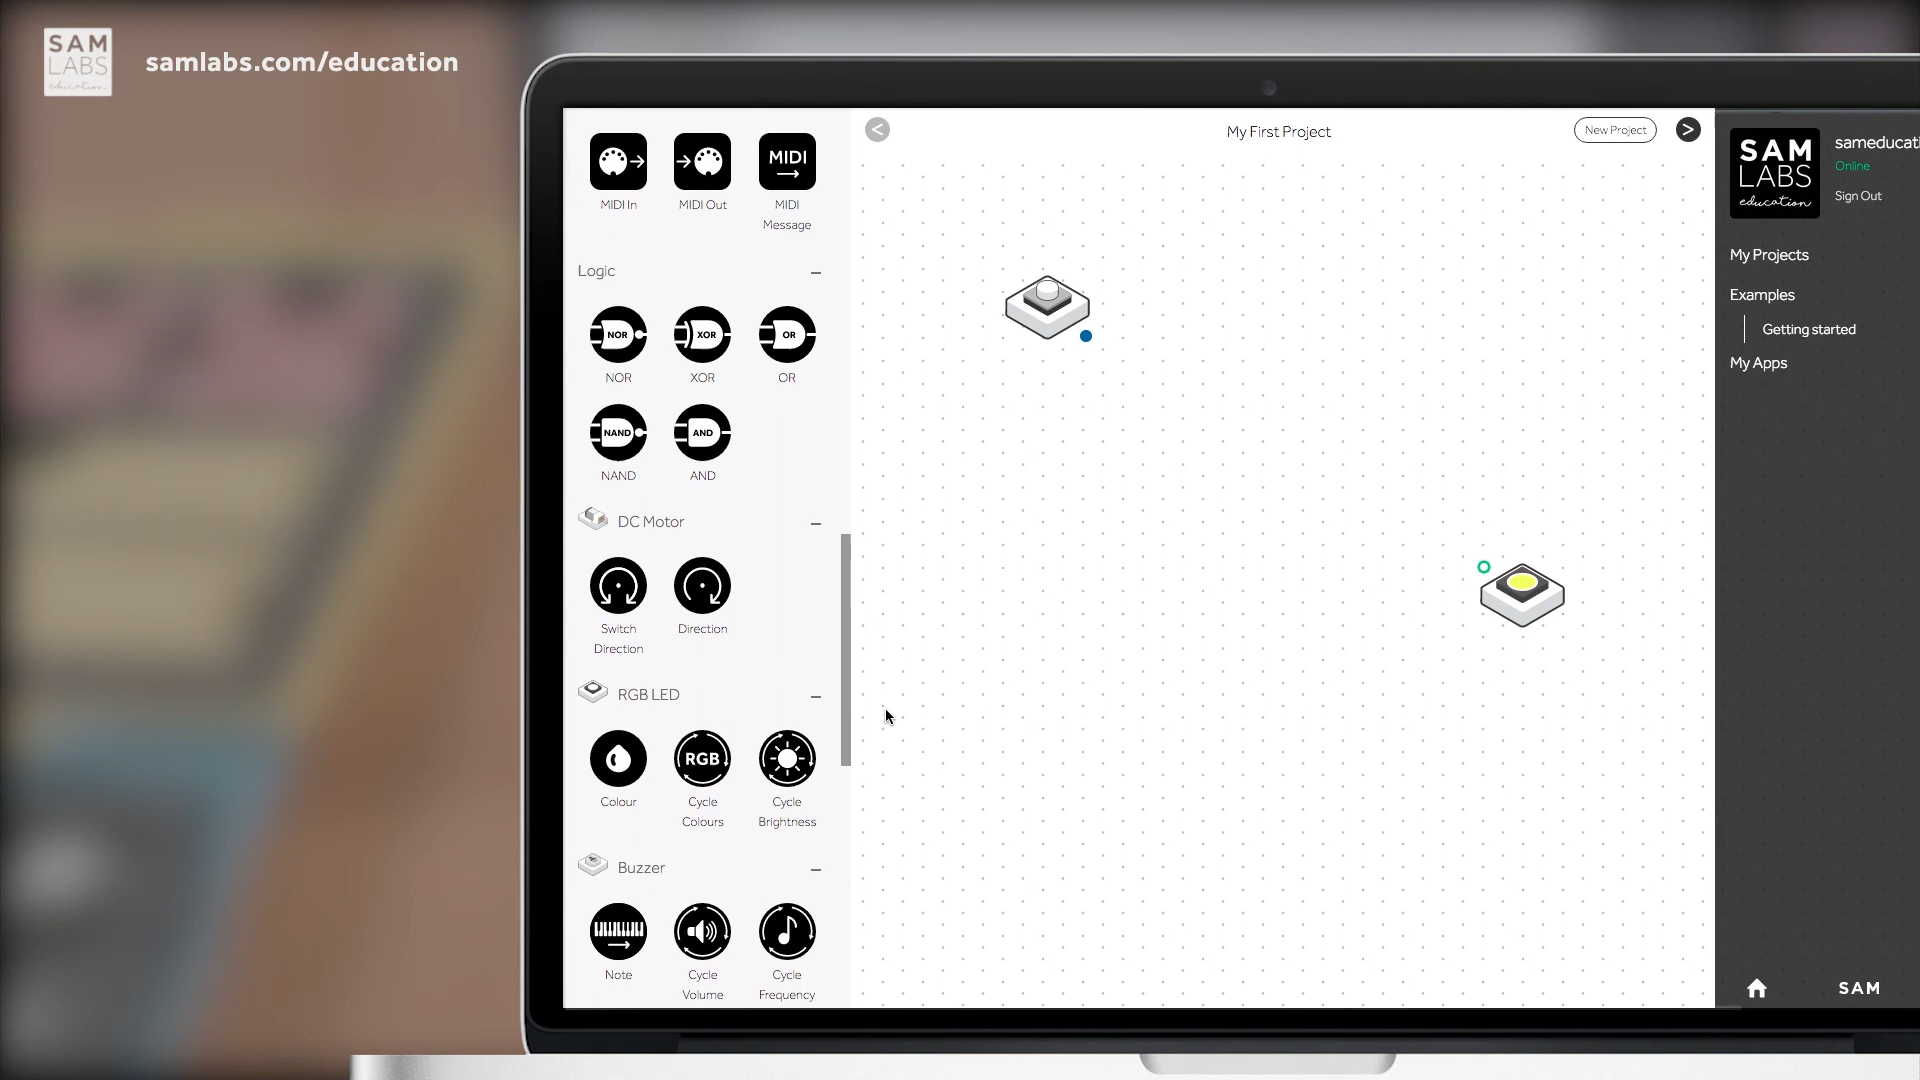 SAM
LABS
education
samlabs.com/education
MIDI
MIDI In
MIDI Out
MIDI
Message
Logic
NOR
XOR
OR
NOR
XOR
OR
NAND
AND
NAND
AND
DC Motor
Switch
Direction
Direction
RGB LED
RGB
Colour
Cycle
Colours
Cycle
Brightness
Buzzer
Note
Cycle
Volume
Cycle
Frequency
My First Project
New Project
SAM
LABS
education
sameducati
Online
Sign Out
My Projects
Examples
Getting started
My Apps
SAM